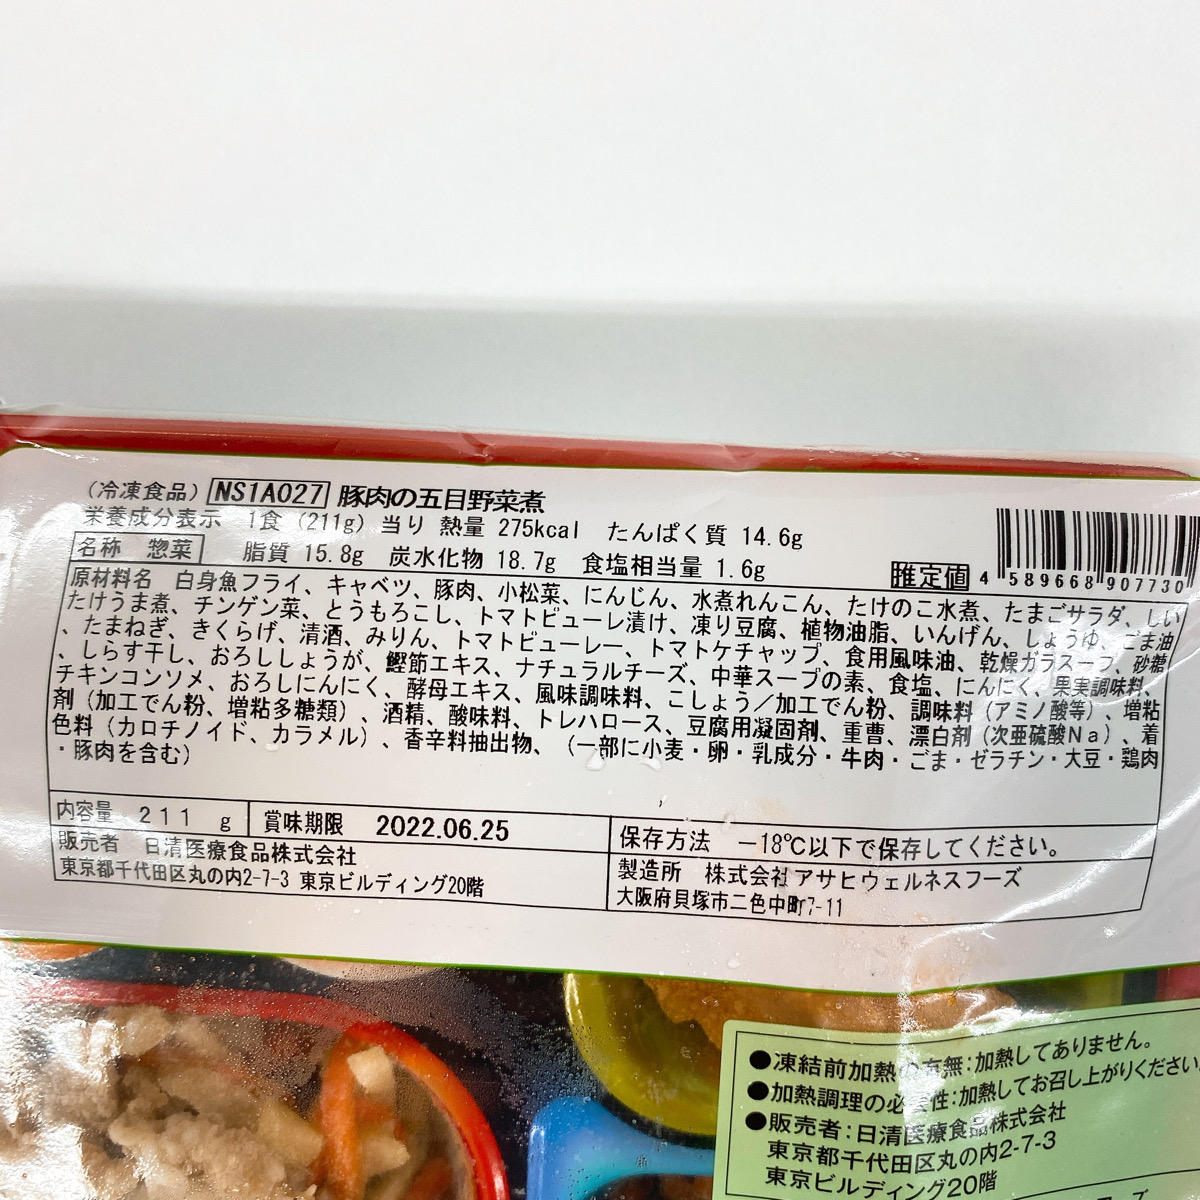 (冷凍食品) NS1A027 豚肉の五目野菜煮
栄養成分表示 1食 (211g) 当り 熱量 275kcal たんぱく質 14.6g
名称 惣菜 脂質 15.8g 炭水化物 18.7g 食塩相当量 1.6g
推定値 4 589668 907730
原材料名 白身魚フライ、キャベツ、豚肉、小松菜、にんじん、水煮れんこん、たけのこ水煮、たまごサラダ、しい
たけうま煮、チンゲン菜、とうもろこし、トマトピューレ漬け、凍り豆腐、植物油脂、いんげん、しょうゆ、ごま油
、たまねぎ、きくらげ、清酒、みりん、トマトピューレー、トマトケチャップ、食用風味油、乾燥ガラスープ、砂糖
、しらす干し、おろししょうが、鰹節エキス、ナチュラルチーズ、中華スープの素、食塩、にんにく、果実調味料、
チキンコンソメ、おろしにんにく、酵母エキス、風味調味料、こしょう／加工でん粉、調味料（アミノ酸等）、増粘
剤（加工でん粉、増粘多糖類）、酒精、酸味料、トレハロース、豆腐用凝固剤、重曹、漂白剤（次亜硫酸Ｎａ）、着
色料（カロチノイド、カラメル）、香辛料抽出物、（一部に小麦・卵・乳成分・牛肉・ごま・ゼラチン・大豆・鶏肉
・豚肉を含む）
内容量 211 g 賞味期限 2022.06.25
保存方法 －18℃以下で保存してください。
販売者 日清医療食品株式会社
東京都千代田区丸の内2-7-3 東京ビルディング20階
製造所 株式会社アサヒウェルネスフーズ
大阪府貝塚市二色中町7-11
●凍結前加熱の有無:加熱してありません。
●加熱調理の必要性:加熱してお召し上がりください
●販売者:日清医療食品株式会社
東京都千代田区丸の内2-7-3
東京ビルディング20階